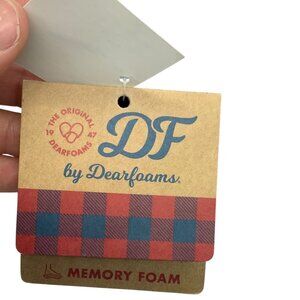 THE ORIGINAL
19 47
DEARFOAMS
DF
by Dearfoams.
MEMORY FOAM